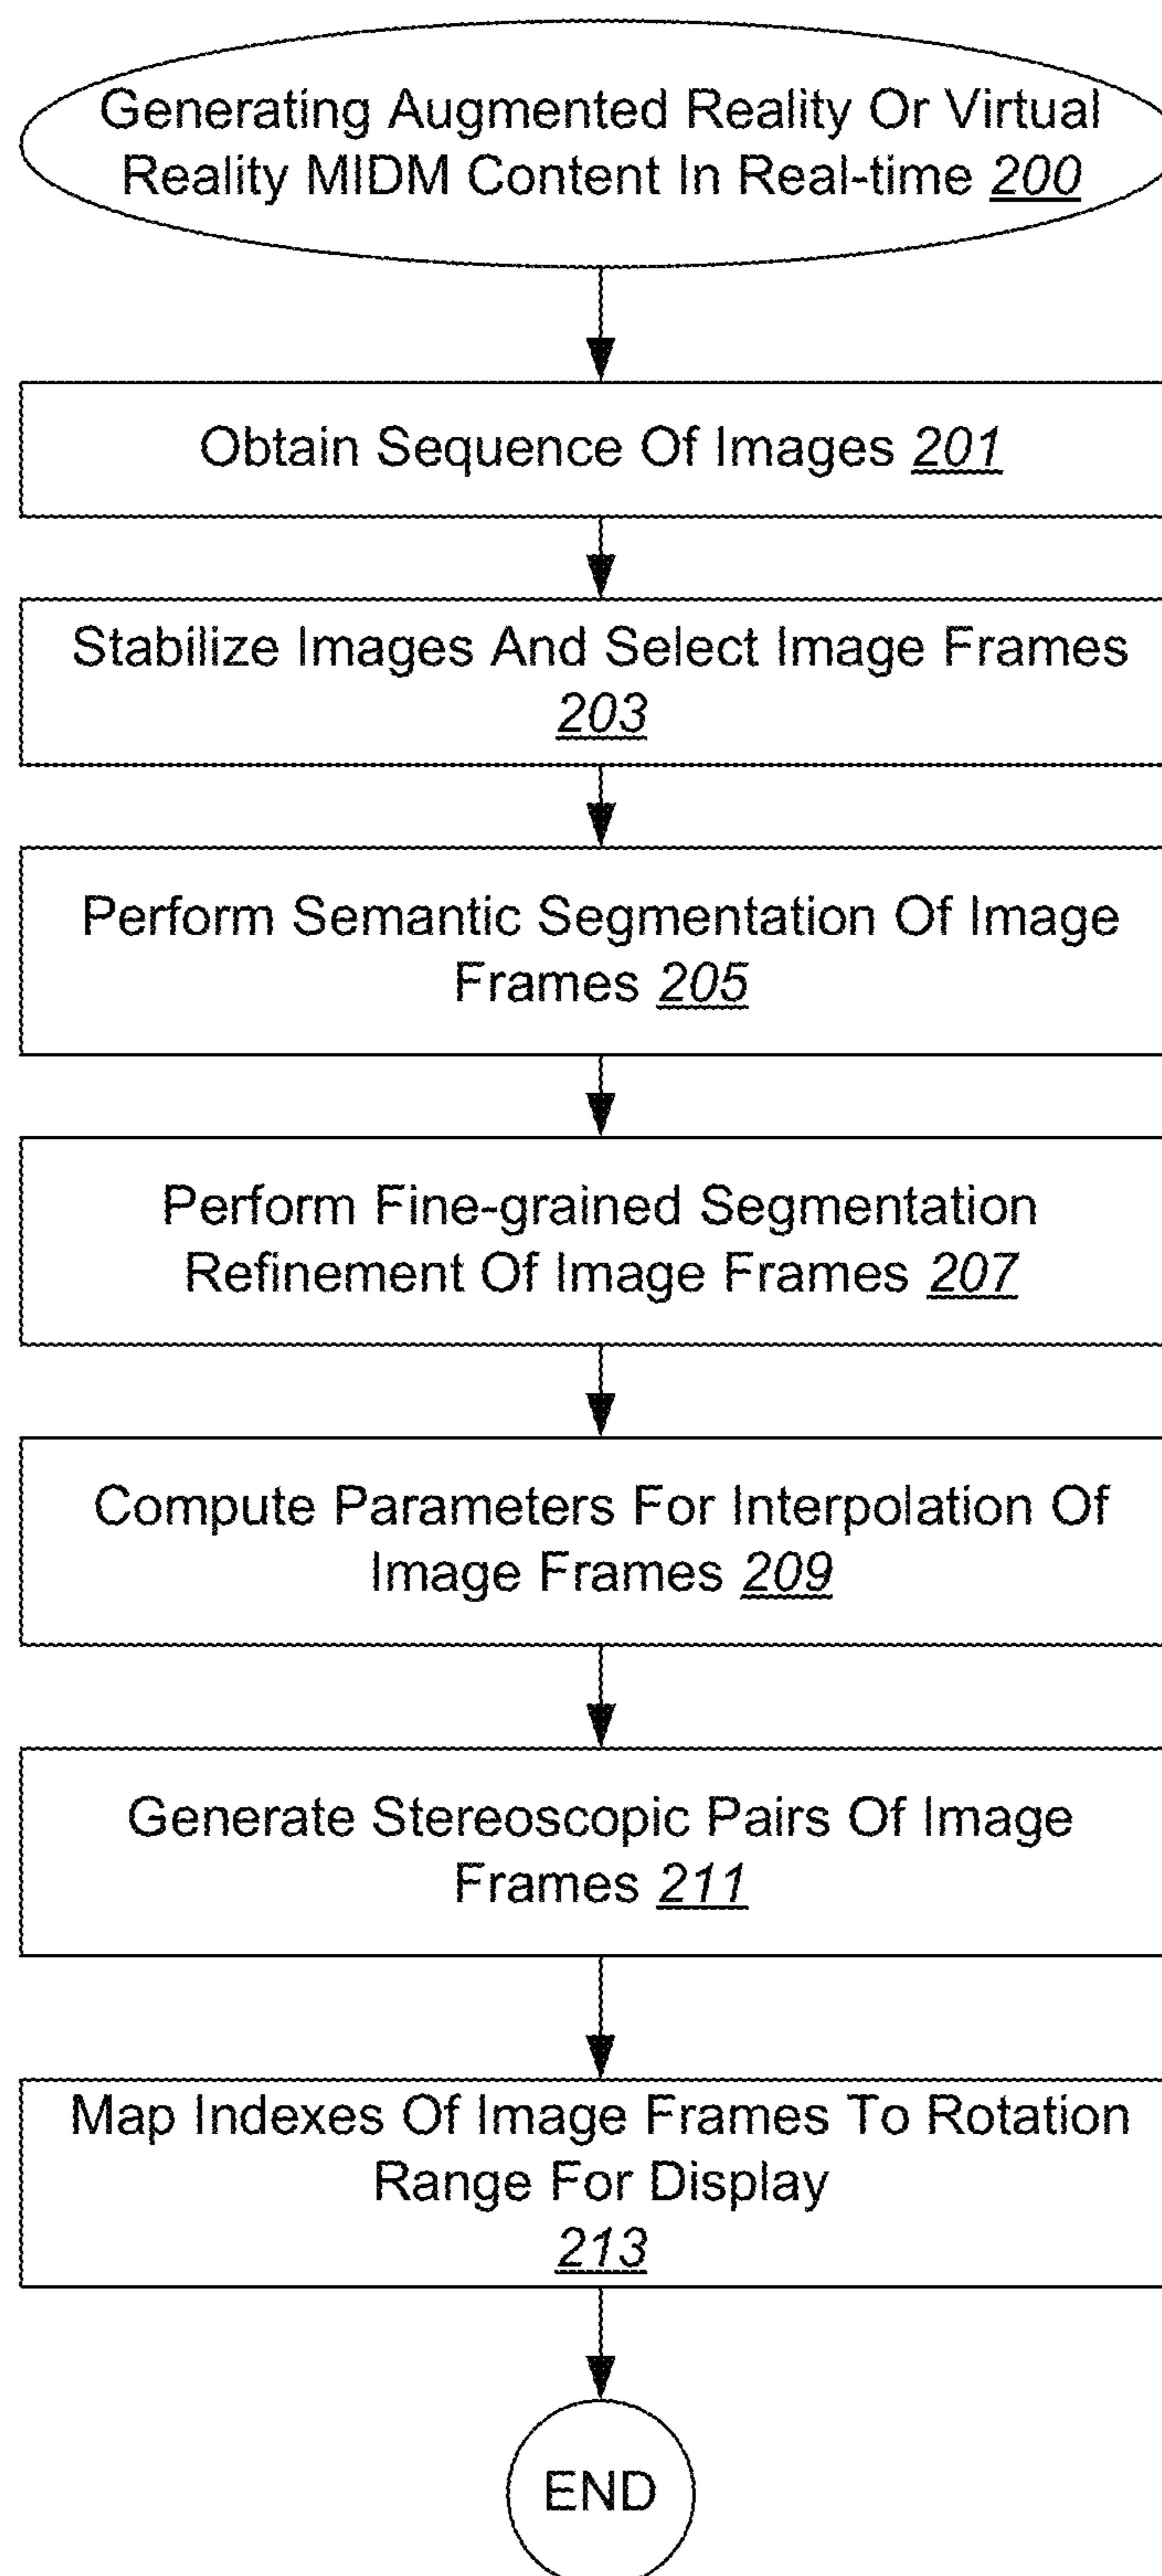 Generating Augmented Reality Or Virtual
Reality MIDM Content In Real-time 200
Obtain Sequence Of Images 201
Stabilize Images And Select Image Frames
203
Perform Semantic Segmentation Of Image
Frames 205
Perform Fine-grained Segmentation
Refinement Of Image Frames 207
Compute Parameters For Interpolation Of
Image Frames 209
Generate Stereoscopic Pairs Of Image
Frames 211
Map Indexes Of Image Frames To Rotation
Range For Display
213
END